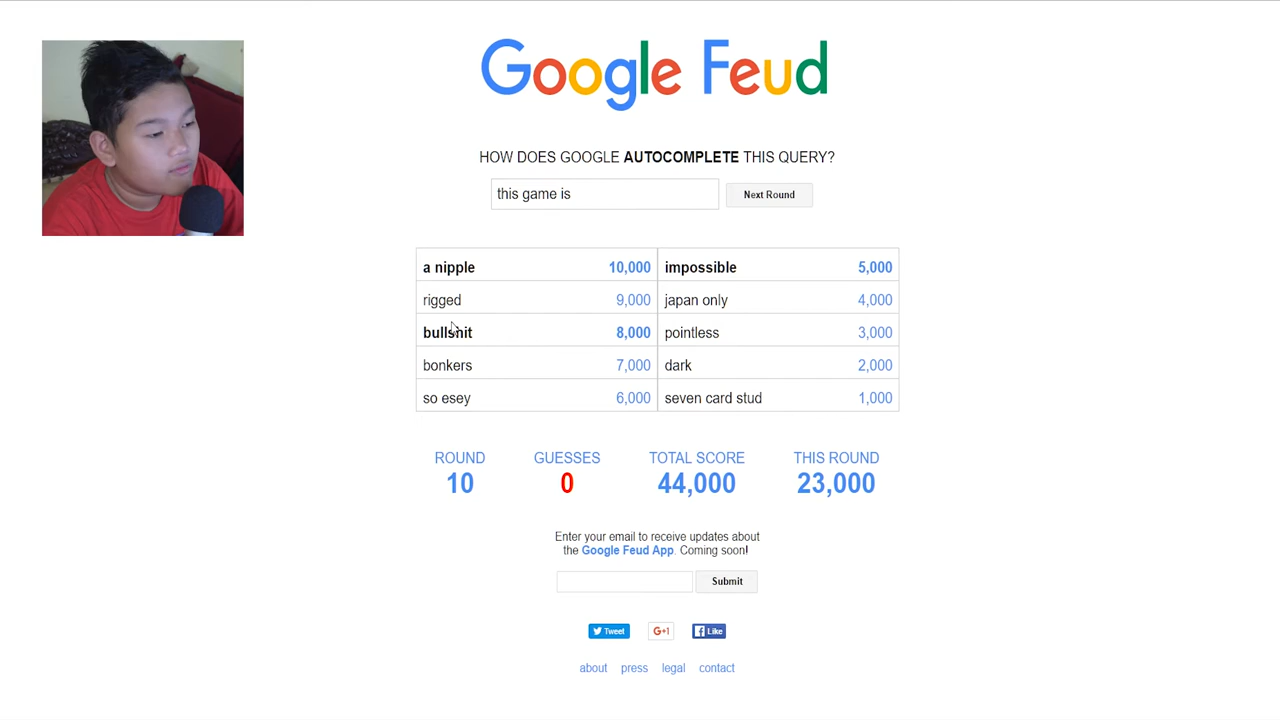 Google Feud
HOW DOES GOOGLE AUTOCOMPLETE THIS QUERY?
this game is
Next Round
a nipple 10,000 impossible 5,000
rigged 9,000 japan only 4,000
bullshit 8,000 pointless 3,000
bonkers 7,000 dark 2,000
so esey 6,000 seven card stud 1,000
ROUND GUESSES TOTAL SCORE THIS ROUND
10 0 44,000 23,000
Enter your email to receive updates about
the Google Feud App. Coming soon!
Submit
Tweet G+1 Like
about press legal contact